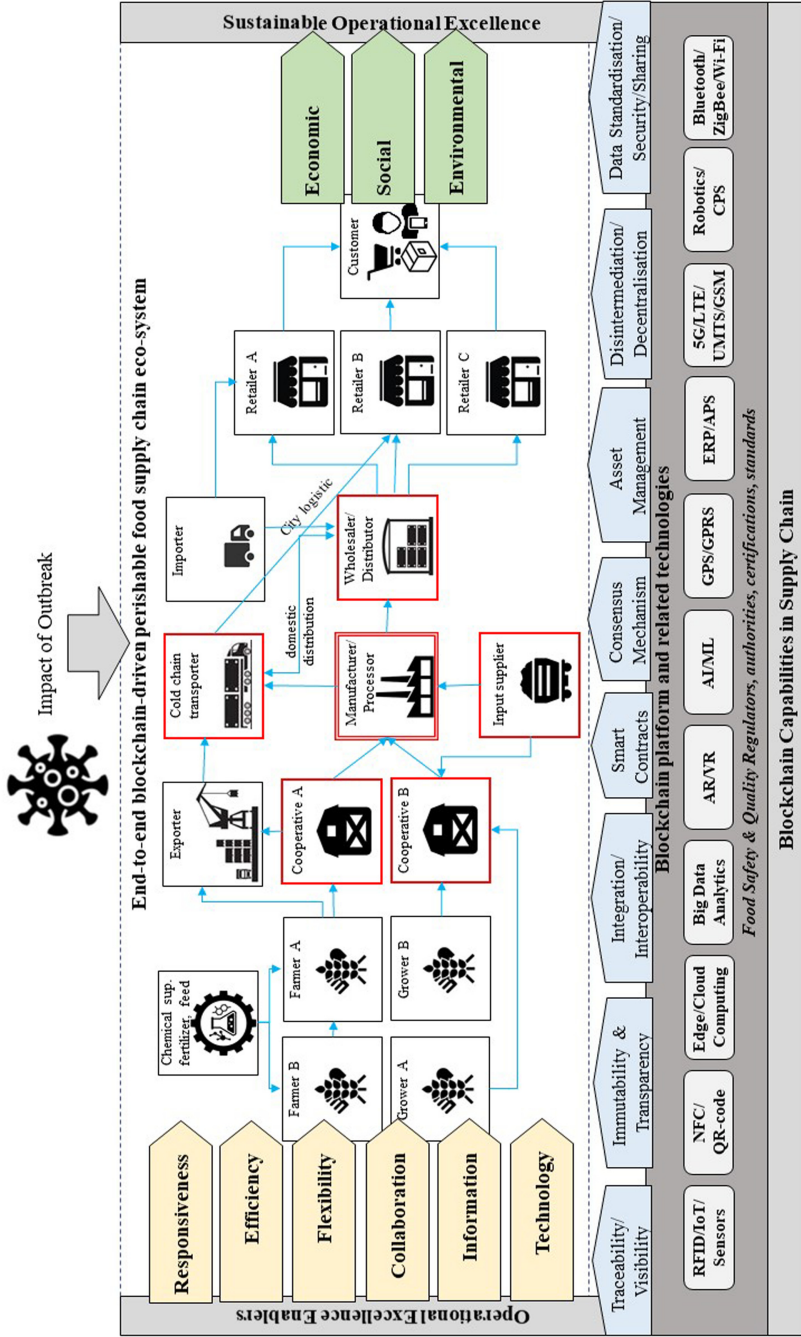 Impact of Outbreak
End-to-end blockchain-driven perishable food supply chain eco-system
Operational Excellence Enablers
Responsiveness
Efficiency
Flexibility
Collaboration
Information
Technology
Chemical sup.
fertilizer, feed
Farmer B
Farmer A
Grower A
Grower B
Exporter
Cooperative A
Cooperative B
Cold chain
transporter
Manufacturer/
Processor
Input supplier
domestic
distribution
City logistic
Importer
Wholesaler/
Distributor
Retailer A
Retailer B
Retailer C
Customer
Economic
Social
Environmental
Sustainable Operational Excellence
Traceability/
Visibility
Immutability &
Transparency
Integration/
Interoperability
Smart
Contracts
Consensus
Mechanism
Asset
Management
Disintermediation/
Decentralisation
Data Standardisation/
Security/Sharing
Blockchain platform and related technologies
RFID/IoT/
Sensors
NFC/
QR-code
Edge/Cloud
Computing
Big Data
Analytics
AR/VR
AI/ML
GPS/GPRS
ERP/APS
5G/LTE/
UMTS/GSM
Robotics/
CPS
Bluetooth/
ZigBee/Wi-Fi
Food Safety & Quality Regulators, authorities, certifications, standards
Blockchain Capabilities in Supply Chain